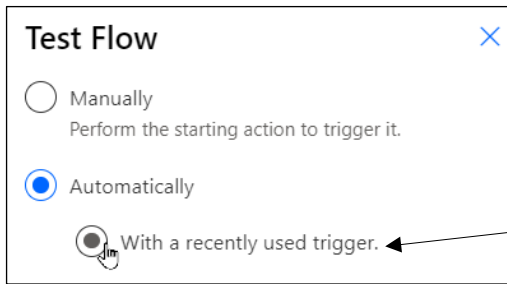 Test Flow
Manually
Perform the starting action to trigger it.
Automatically
With a recently used trigger.